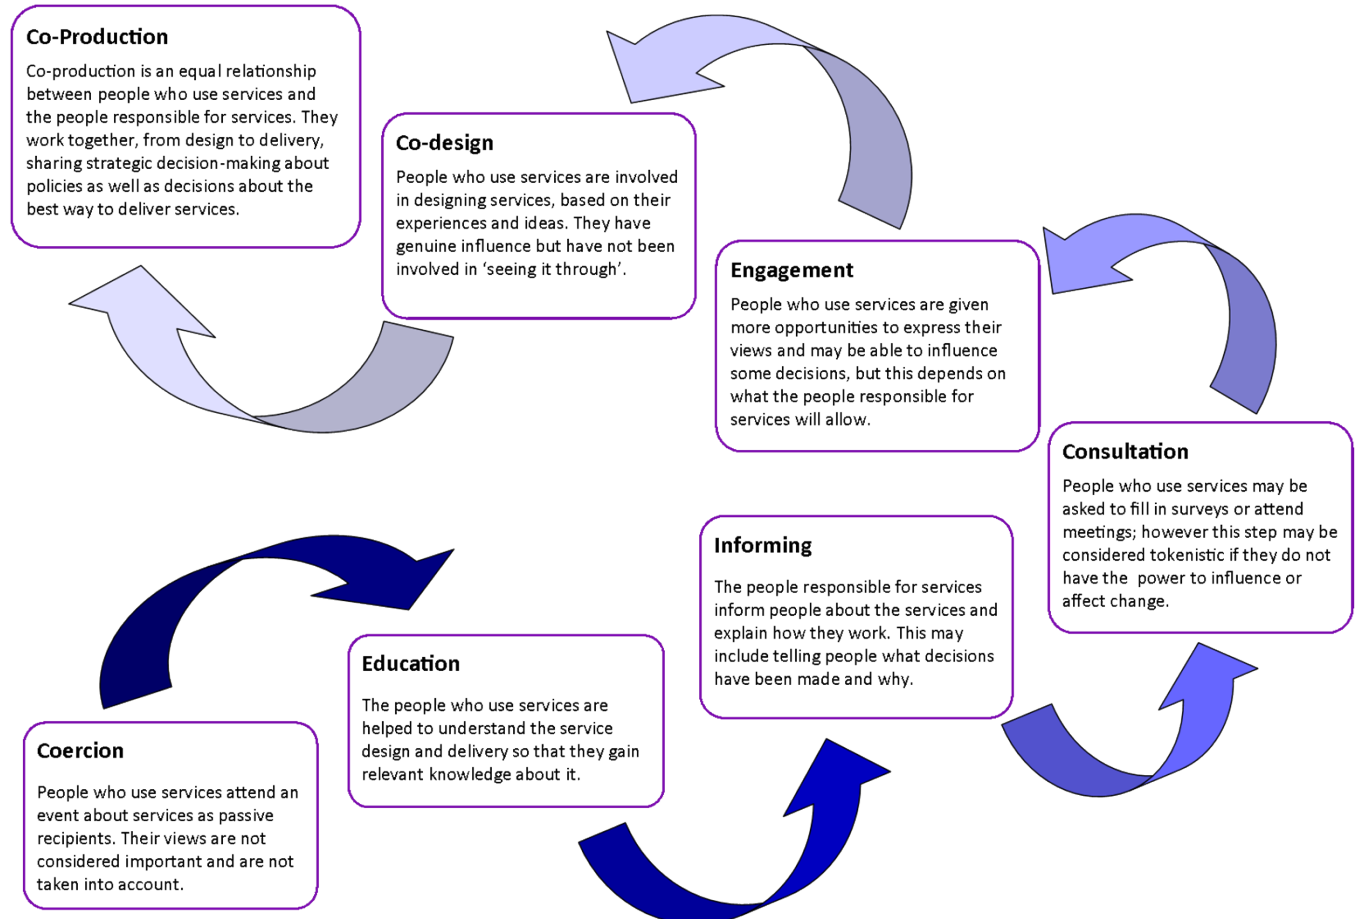 Co-Production
Co-production is an equal relationship
between people who use services and
the people responsible for services. They
work together, from design to delivery,
sharing strategic decision-making about
policies as well as decisions about the
best way to deliver services.
Co-design
People who use services are involved
in designing services, based on their
experiences and ideas. They have
genuine influence but have not been
involved in ‘seeing it through’.
Engagement
People who use services are given
more opportunities to express their
views and may be able to influence
some decisions, but this depends on
what the people responsible for
services will allow.
Consultation
People who use services may be
asked to fill in surveys or attend
meetings; however this step may be
considered tokenistic if they do not
have the  power to influence or
affect change.
Informing
The people responsible for services
inform people about the services and
explain how they work. This may
include telling people what decisions
have been made and why.
Education
The people who use services are
helped to understand the service
design and delivery so that they gain
relevant knowledge about it.
Coercion
People who use services attend an
event about services as passive
recipients. Their views are not
considered important and are not
taken into account.